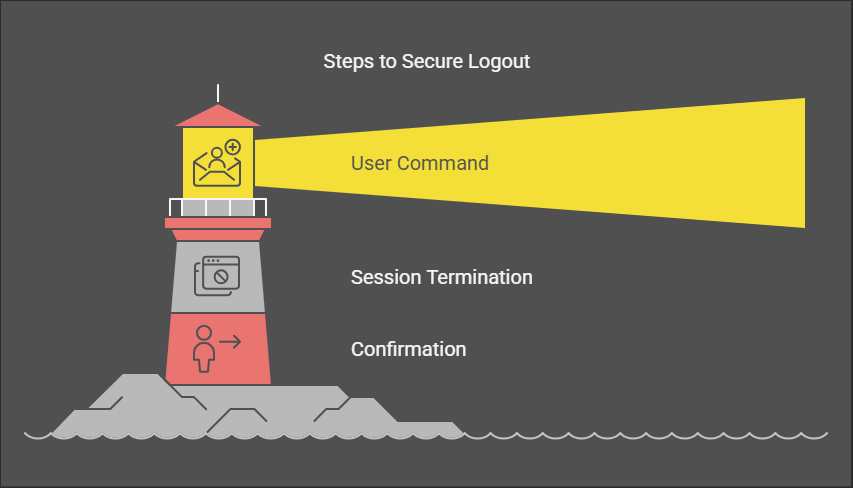 Steps to Secure Logout
User Command
Session Termination
Confirmation